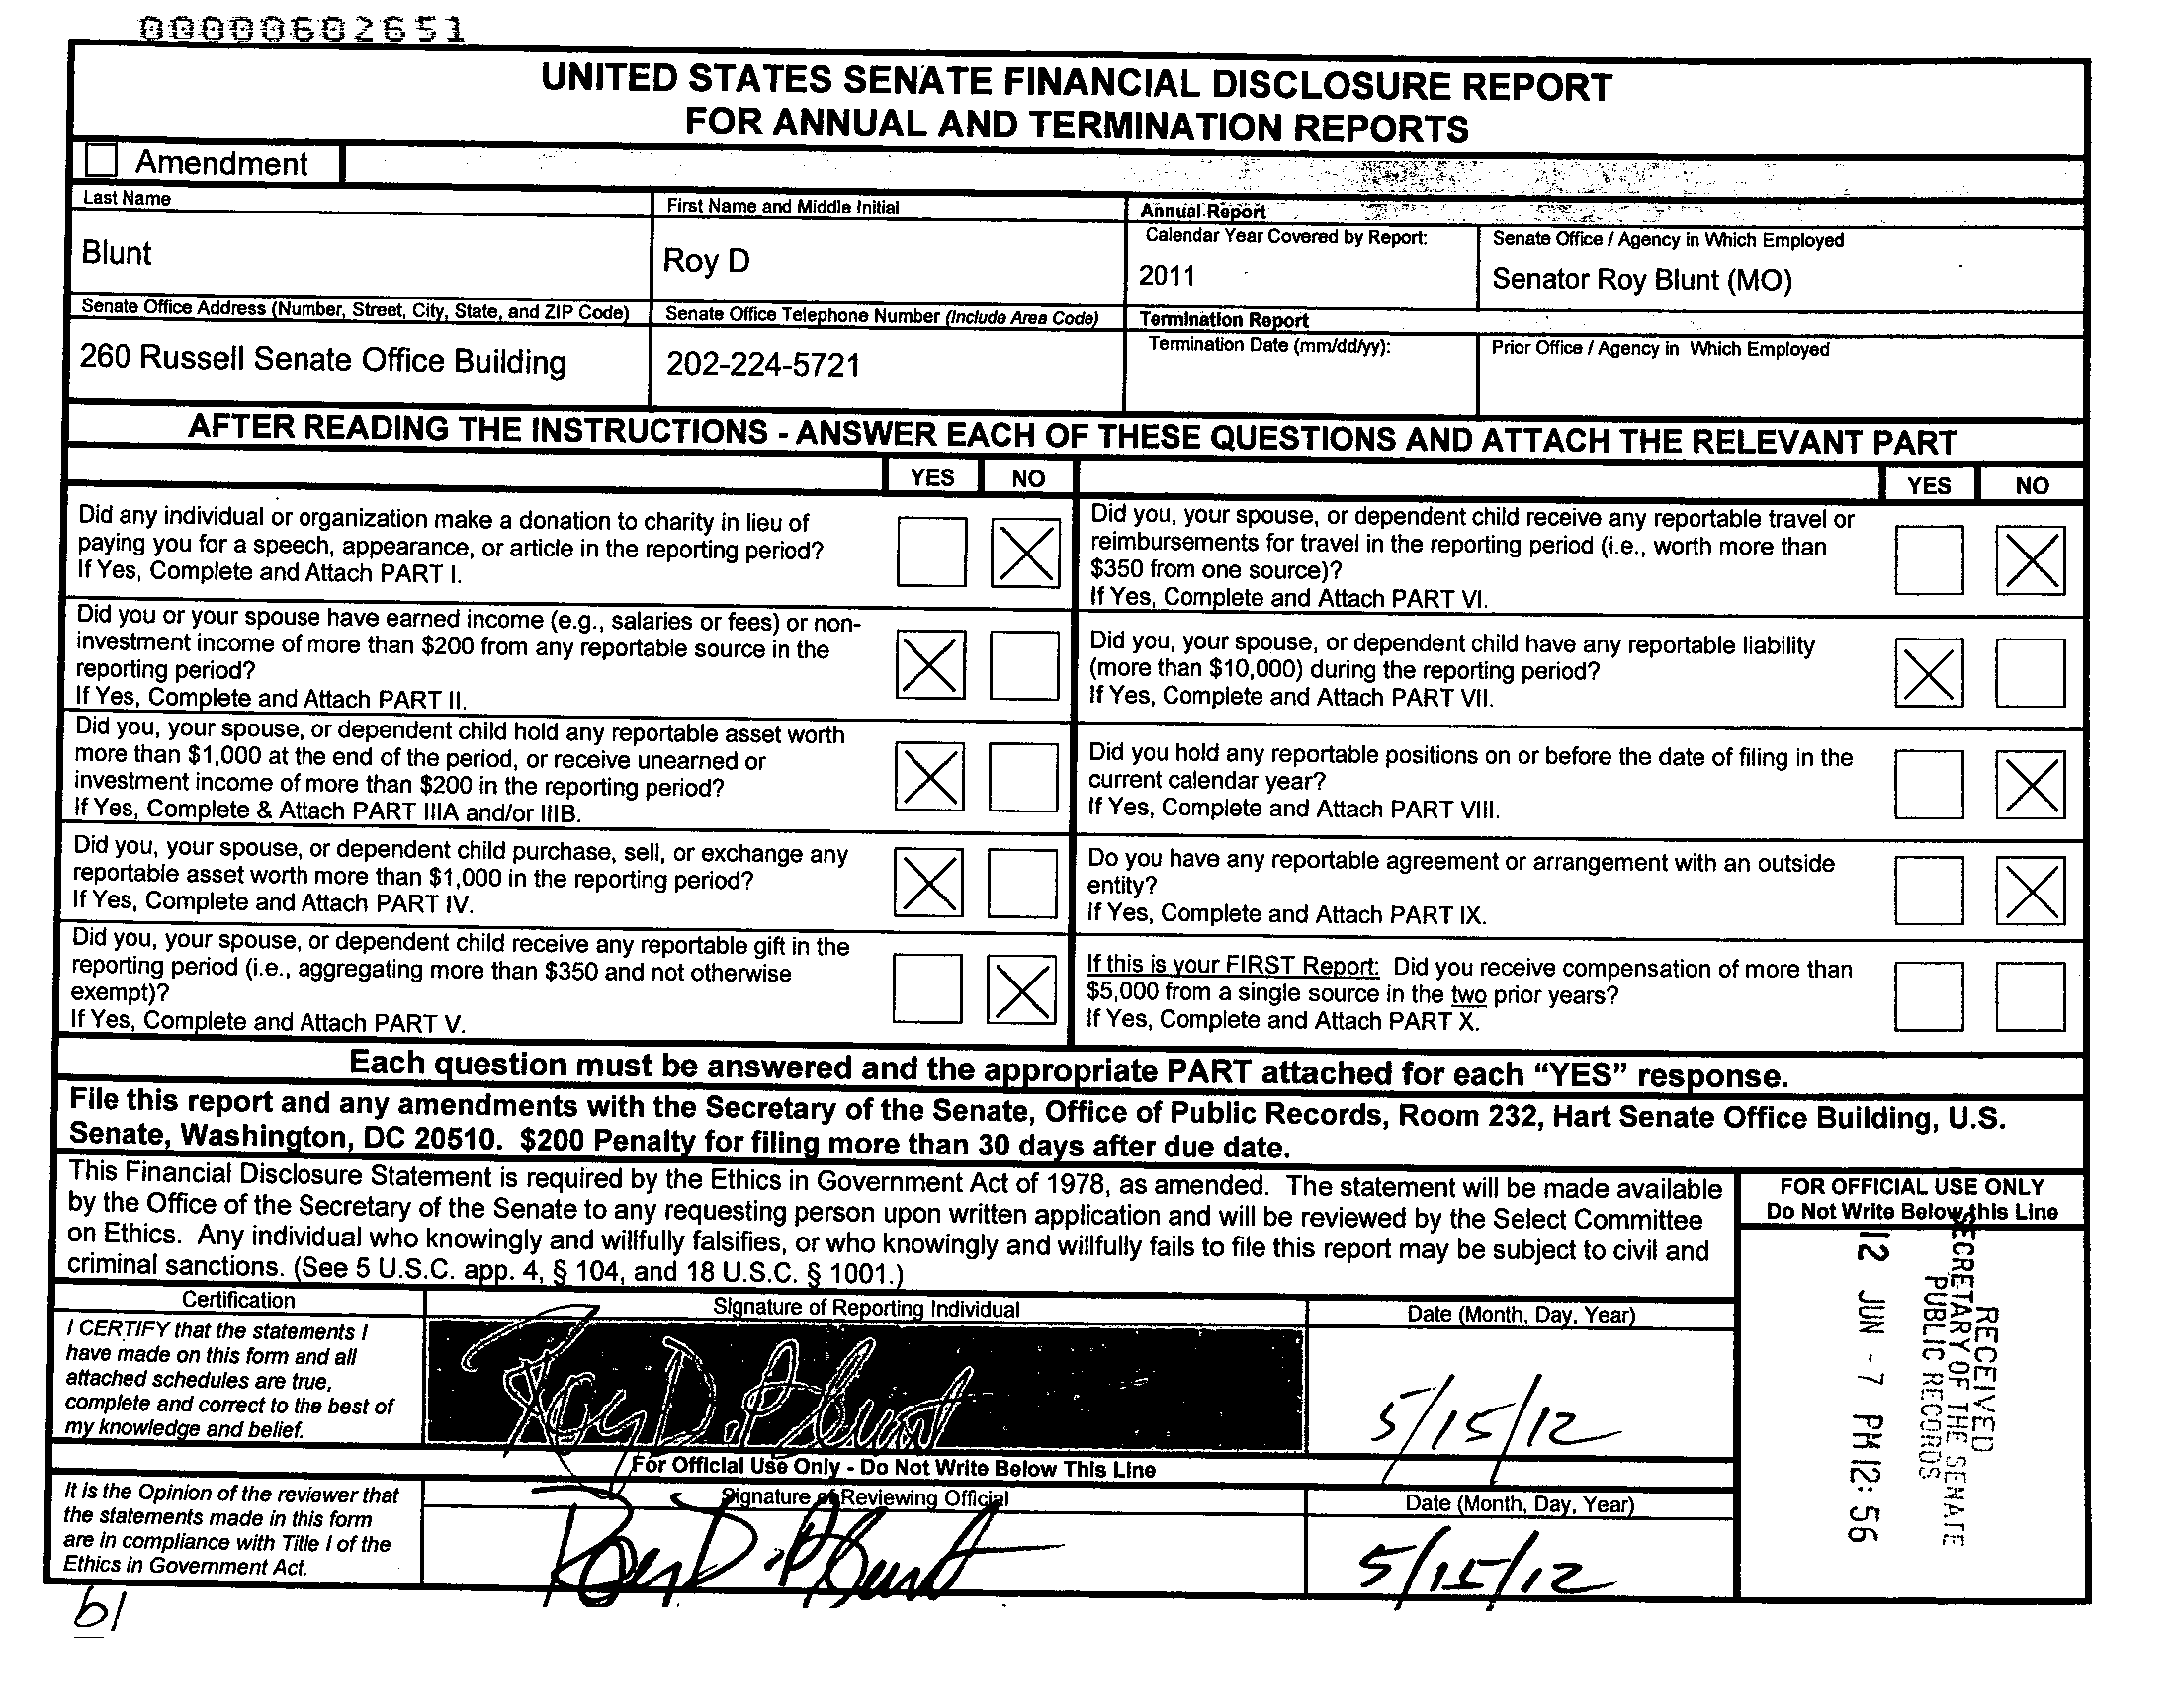 00000602651
UNITED STATES SENATE FINANCIAL DISCLOSURE REPORT
FOR ANNUAL AND TERMINATION REPORTS
Amendment
Last Name
First Name and Middle Initial
Annual Report
Calendar Year Covered by Report:
Senate Office / Agency in Which Employed
Blunt
Roy D
2011
Senator Roy Blunt (MO)
Senate Office Address (Number, Street, City, State, and ZIP Code)
Senate Office Telephone Number (Include Area Code)
Termination Report
Termination Date (mm/dd/yy):
Prior Office / Agency in Which Employed
260 Russell Senate Office Building
202-224-5721
AFTER READING THE INSTRUCTIONS - ANSWER EACH OF THESE QUESTIONS AND ATTACH THE RELEVANT PART
YES NO
Did any individual or organization make a donation to charity in lieu of
paying you for a speech, appearance, or article in the reporting period?
If Yes, Complete and Attach PART I.
Did you or your spouse have earned income (e.g., salaries or fees) or non-
investment income of more than $200 from any reportable source in the
reporting period?
If Yes, Complete and Attach PART II.
Did you, your spouse, or dependent child hold any reportable asset worth
more than $1,000 at the end of the period, or receive unearned or
investment income of more than $200 in the reporting period?
If Yes, Complete & Attach PART IIIA and/or IIIB.
Did you, your spouse, or dependent child purchase, sell, or exchange any
reportable asset worth more than $1,000 in the reporting period?
If Yes, Complete and Attach PART IV.
Did you, your spouse, or dependent child receive any reportable gift in the
reporting period (i.e., aggregating more than $350 and not otherwise
exempt)?
If Yes, Complete and Attach PART V.
YES NO
Did you, your spouse, or dependent child receive any reportable travel or
reimbursements for travel in the reporting period (i.e., worth more than
$350 from one source)?
If Yes, Complete and Attach PART VI.
Did you, your spouse, or dependent child have any reportable liability
(more than $10,000) during the reporting period?
If Yes, Complete and Attach PART VII.
Did you hold any reportable positions on or before the date of filing in the
current calendar year?
If Yes, Complete and Attach PART VIII.
Do you have any reportable agreement or arrangement with an outside
entity?
If Yes, Complete and Attach PART IX.
If this is your FIRST Report: Did you receive compensation of more than
$5,000 from a single source in the two prior years?
If Yes, Complete and Attach PART X.
Each question must be answered and the appropriate PART attached for each “YES” response.
File this report and any amendments with the Secretary of the Senate, Office of Public Records, Room 232, Hart Senate Office Building, U.S.
Senate, Washington, DC 20510. $200 Penalty for filing more than 30 days after due date.
This Financial Disclosure Statement is required by the Ethics in Government Act of 1978, as amended. The statement will be made available
by the Office of the Secretary of the Senate to any requesting person upon written application and will be reviewed by the Select Committee
on Ethics. Any individual who knowingly and willfully falsifies, or who knowingly and willfully fails to file this report may be subject to civil and
criminal sanctions. (See 5 U.S.C. app. 4, § 104, and 18 U.S.C. § 1001.)
FOR OFFICIAL USE ONLY
Do Not Write Below this Line
RECEIVED
SECRETARY OF THE SENATE
PUBLIC RECORDS
12 JUN -7 PM 12:56
Certification
Signature of Reporting Individual
Date (Month, Day, Year)
I CERTIFY that the statements I
have made on this form and all
attached schedules are true,
complete and correct to the best of
my knowledge and belief.
Roy D. Blunt
5/15/12
For Official Use Only - Do Not Write Below This Line
It is the Opinion of the reviewer that
the statements made in this form
are in compliance with Title I of the
Ethics in Government Act.
Signature of Reviewing Official
Date (Month, Day, Year)
Roy D. Blunt
5/15/12